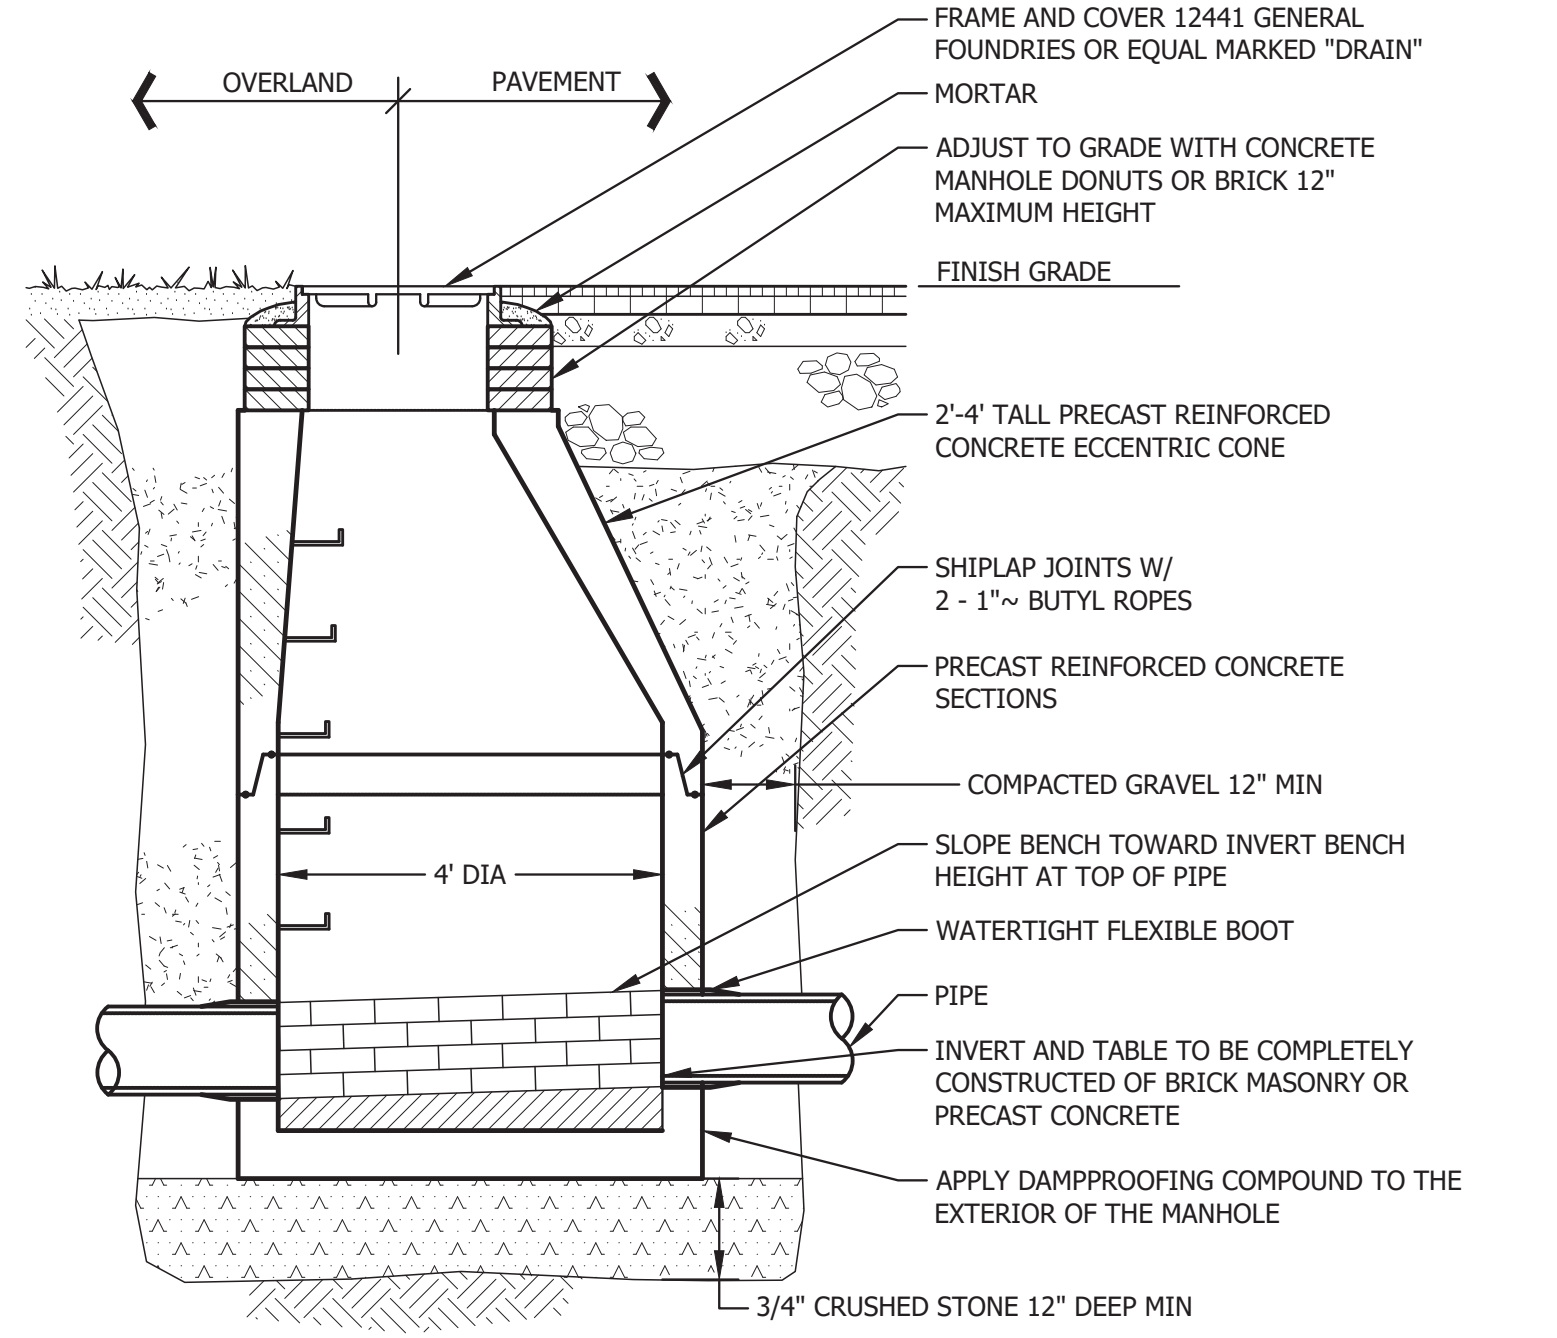 FRAME AND COVER 12441 GENERAL
FOUNDRIES OR EQUAL MARKED "DRAIN"
OVERLAND
PAVEMENT
MORTAR
ADJUST TO GRADE WITH CONCRETE
MANHOLE DONUTS OR BRICK 12"
MAXIMUM HEIGHT
FINISH GRADE
2'-4' TALL PRECAST REINFORCED
CONCRETE ECCENTRIC CONE
SHIPLAP JOINTS W/
2 - 1"~ BUTYL ROPES
PRECAST REINFORCED CONCRETE
SECTIONS
COMPACTED GRAVEL 12" MIN
SLOPE BENCH TOWARD INVERT BENCH
HEIGHT AT TOP OF PIPE
4' DIA
WATERTIGHT FLEXIBLE BOOT
PIPE
INVERT AND TABLE TO BE COMPLETELY
CONSTRUCTED OF BRICK MASONRY OR
PRECAST CONCRETE
APPLY DAMPPROOFING COMPOUND TO THE
EXTERIOR OF THE MANHOLE
3/4" CRUSHED STONE 12" DEEP MIN